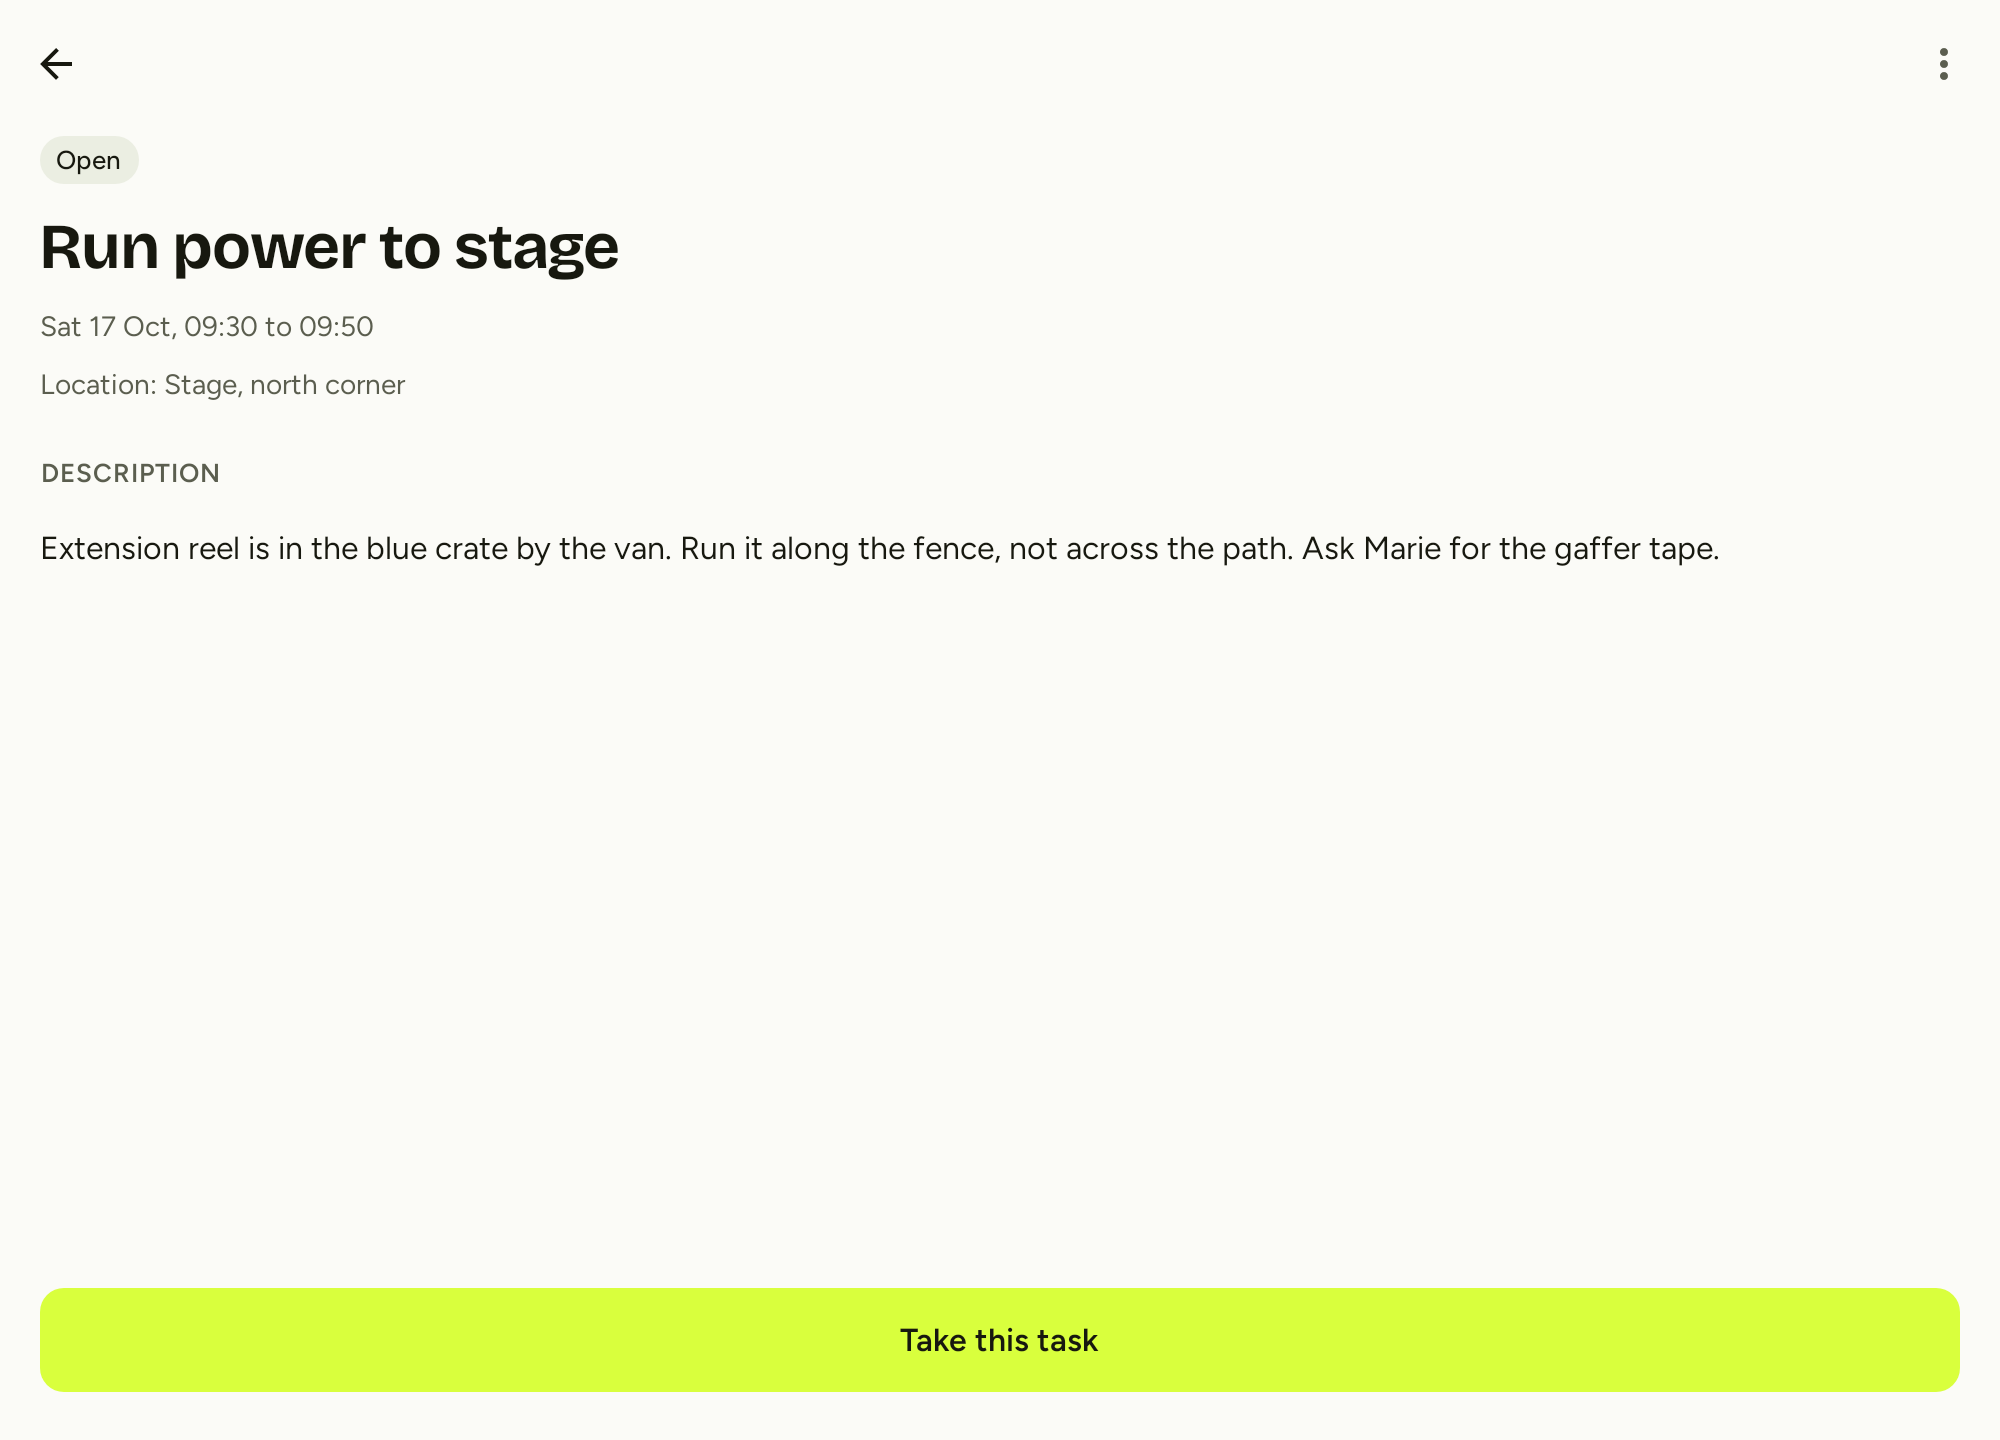 Open
Run power to stage
Sat 17 Oct, 09:30 to 09:50
Location: Stage, north corner
DESCRIPTION
Extension reel is in the blue crate by the van. Run it along the fence, not across the path. Ask Marie for the gaffer tape.
Take this task